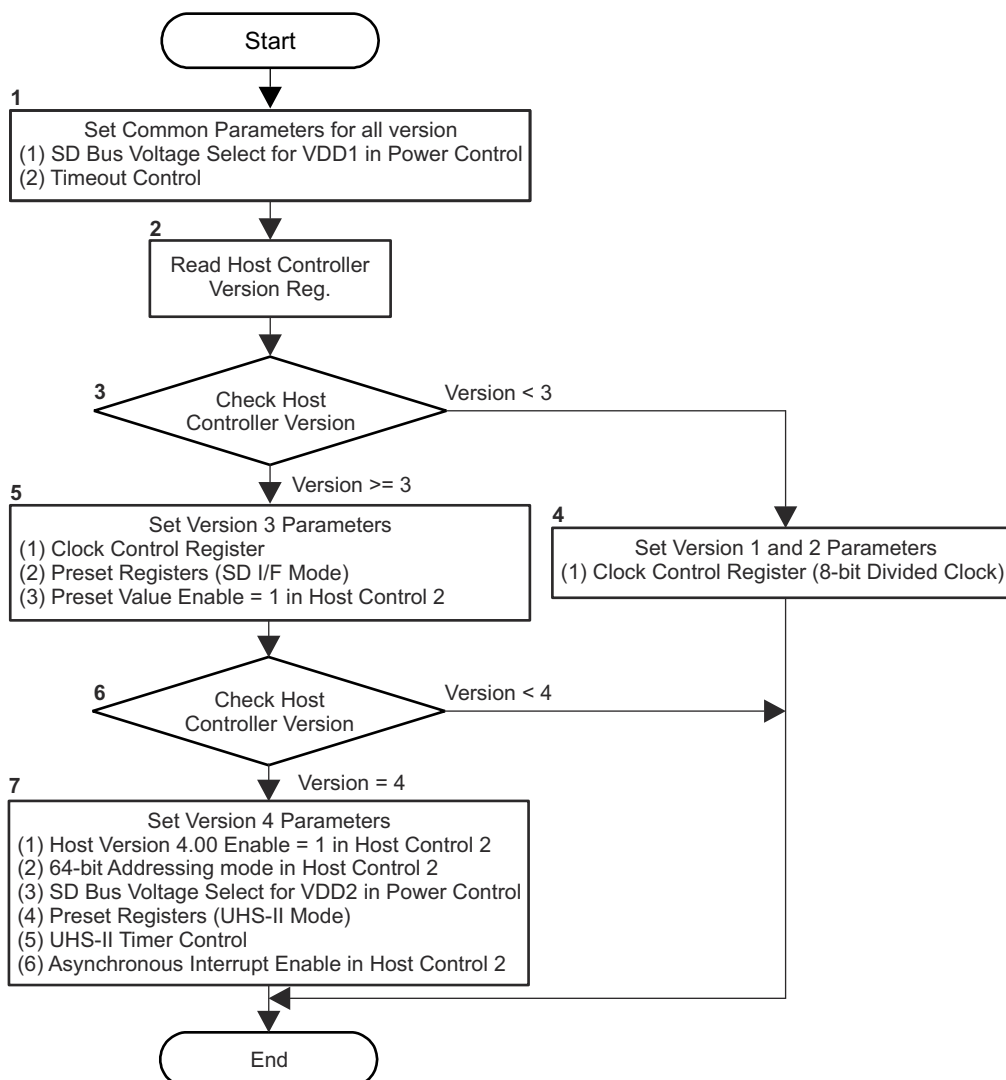 Start
1
Set Common Parameters for all version
(1) SD Bus Voltage Select for VDD1 in Power Control
(2) Timeout Control
2
Read Host Controller
Version Reg.
3
Check Host
Controller Version
Version < 3
Version >= 3
5
Set Version 3 Parameters
(1) Clock Control Register
(2) Preset Registers (SD I/F Mode)
(3) Preset Value Enable = 1 in Host Control 2
4
Set Version 1 and 2 Parameters
(1) Clock Control Register (8-bit Divided Clock)
6
Check Host
Controller Version
Version < 4
Version = 4
7
Set Version 4 Parameters
(1) Host Version 4.00 Enable = 1 in Host Control 2
(2) 64-bit Addressing mode in Host Control 2
(3) SD Bus Voltage Select for VDD2 in Power Control
(4) Preset Registers (UHS-II Mode)
(5) UHS-II Timer Control
(6) Asynchronous Interrupt Enable in Host Control 2
End